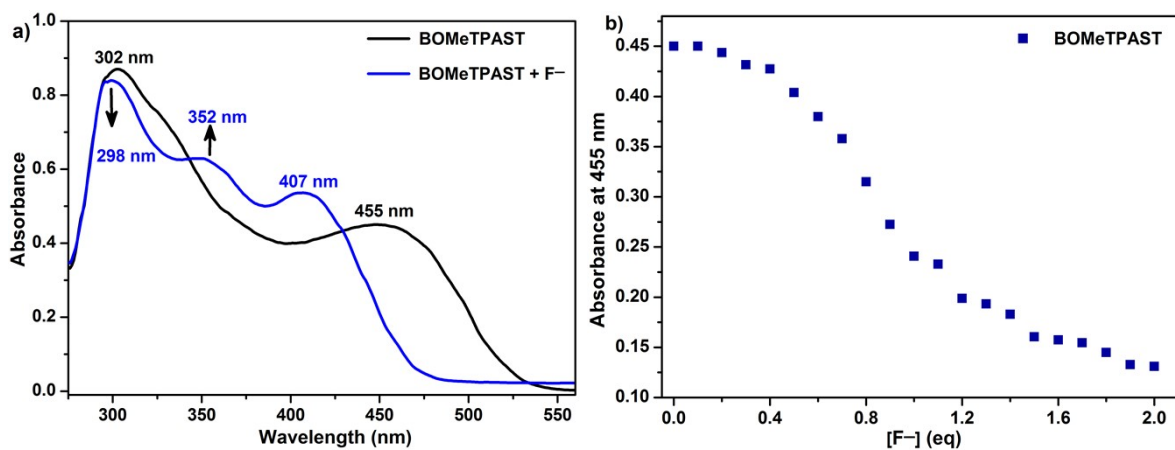 a)
BOMeTPAST
BOMeTPAST + F−
302 nm
352 nm
298 nm
407 nm
455 nm
Absorbance
0.8
0.6
0.4
0.2
0.0
300 350 400 450 500 550
Wavelength (nm)
b)
BOMeTPAST
Absorbance at 455 nm
0.45
0.40
0.35
0.30
0.25
0.20
0.15
0.10
0.0 0.4 0.8 1.2 1.6 2.0
[F−] (eq)